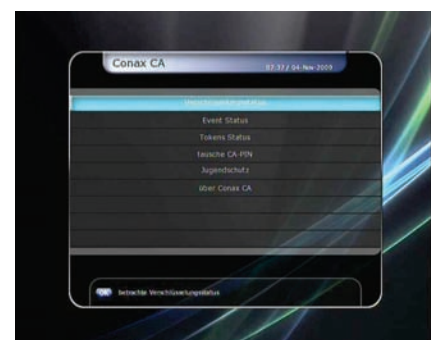 Conax CA
07:37 / 04-Nov-2009
Verschlüsselungsstatus
Event Status
Tokens Status
tausche CA-PIN
Jugendschutz
über Conax CA
OK betrachte Verschlüsselungsstatus